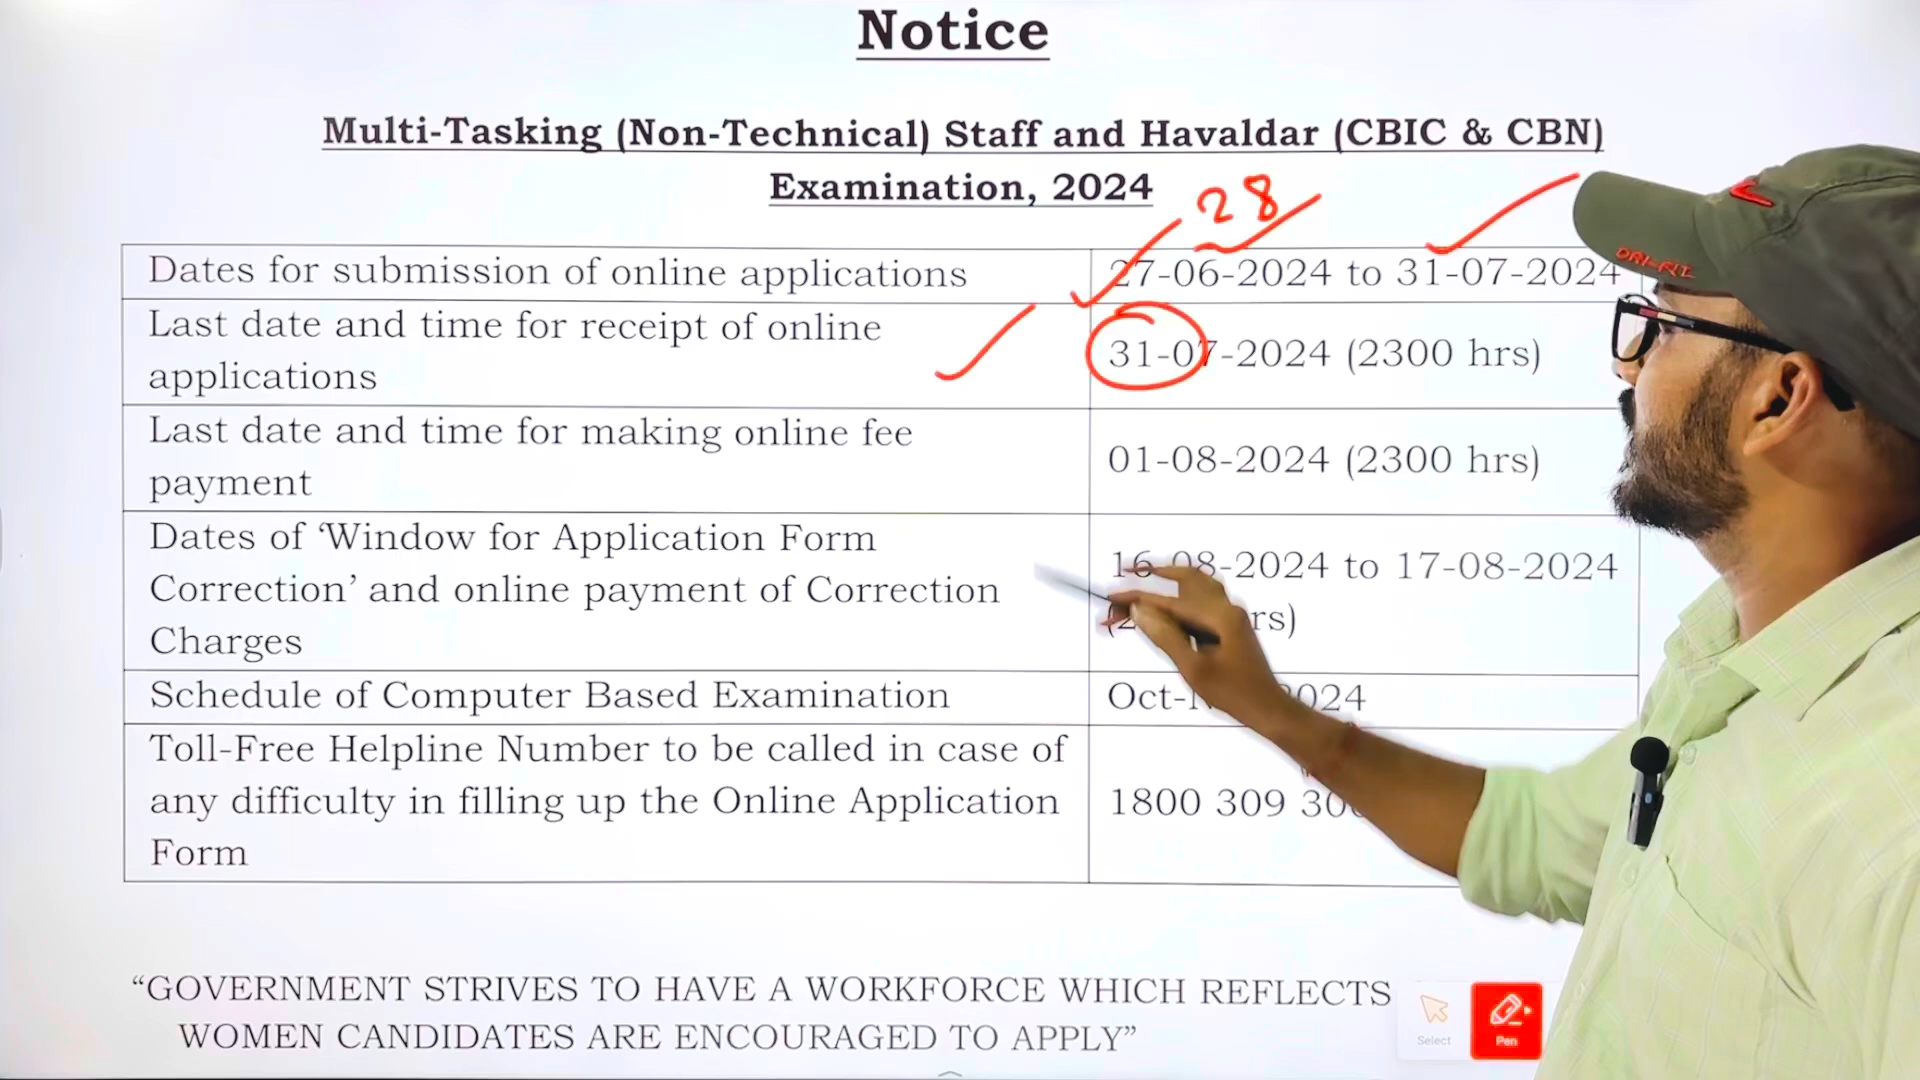 Notice
Multi-Tasking (Non-Technical) Staff and Havaldar (CBIC & CBN)
Examination, 2024
28
Dates for submission of online applications
27-06-2024 to 31-07-2024
Last date and time for receipt of online
applications
31-07-2024 (2300 hrs)
Last date and time for making online fee
payment
01-08-2024 (2300 hrs)
Dates of ‘Window for Application Form
Correction’ and online payment of Correction
Charges
16-08-2024 to 17-08-2024
Schedule of Computer Based Examination
Toll-Free Helpline Number to be called in case of
any difficulty in filling up the Online Application
Form
1800 309
“GOVERNMENT STRIVES TO HAVE A WORKFORCE WHICH REFLECTS
WOMEN CANDIDATES ARE ENCOURAGED TO APPLY”
Select
Pen